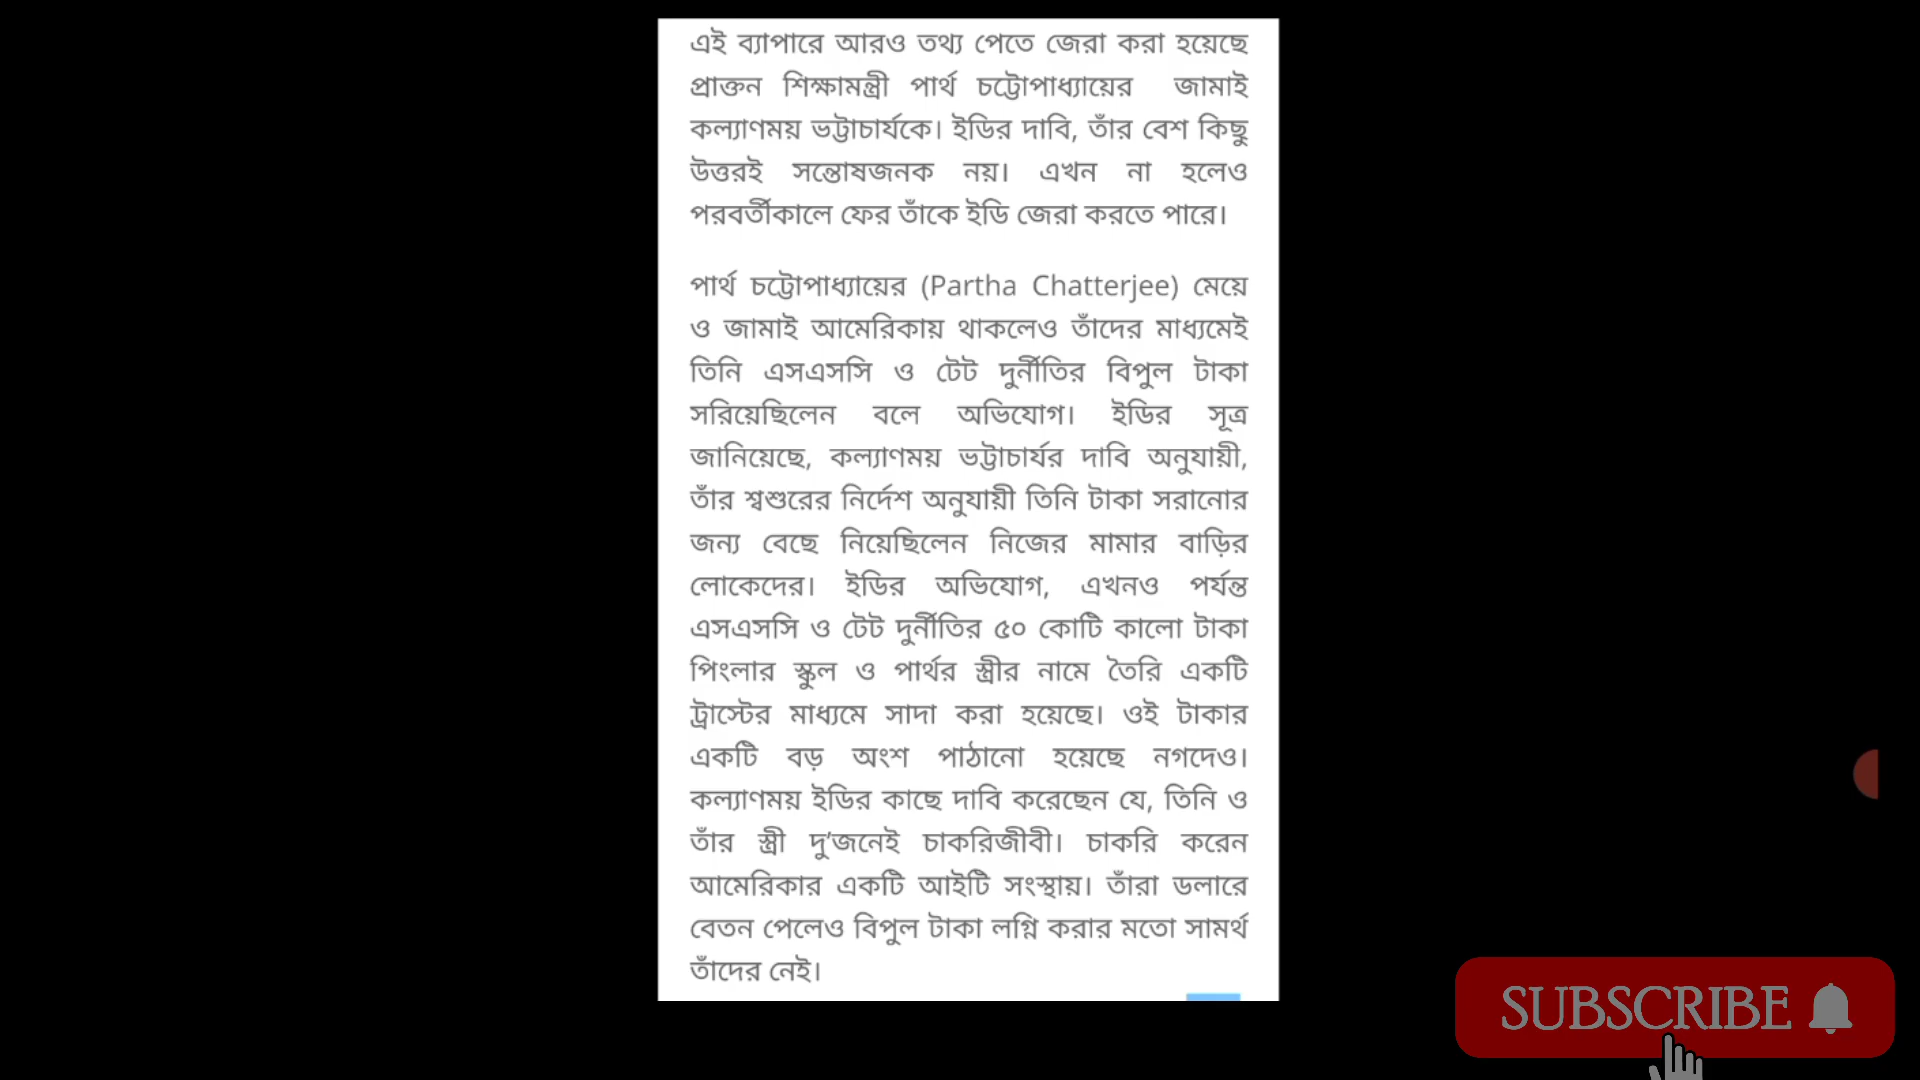 এই ব্যাপারে আরও তথ্য পেতে জেরা করা হয়েছে
প্রাক্তন শিক্ষামন্ত্রী পার্থ চট্টোপাধ্যায়ের জামাই
কল্যাণময় ভট্টাচার্যকে। ইডির দাবি, তাঁর বেশ কিছু
উত্তরই সন্তোষজনক নয়। এখন না হলেও
পরবর্তীকালে ফের তাঁকে ইডি জেরা করতে পারে।
পার্থ চট্টোপাধ্যায়ের (Partha Chatterjee) মেয়ে
ও জামাই আমেরিকায় থাকলেও তাঁদের মাধ্যমেই
তিনি এসএসসি ও টেট দুর্নীতির বিপুল টাকা
সরিয়েছিলেন বলে অভিযোগ। ইডির সূত্র
জানিয়েছে, কল্যাণময় ভট্টাচার্যর দাবি অনুযায়ী,
তাঁর শ্বশুরের নির্দেশ অনুযায়ী তিনি টাকা সরানোর
জন্য বেছে নিয়েছিলেন নিজের মামার বাড়ির
লোকেদের। ইডির অভিযোগ, এখনও পর্যন্ত
এসএসসি ও টেট দুর্নীতির ৫০ কোটি কালো টাকা
পিংলার স্কুল ও পার্থর স্ত্রীর নামে তৈরি একটি
ট্রাস্টের মাধ্যমে সাদা করা হয়েছে। ওই টাকার
একটি বড় অংশ পাঠানো হয়েছে নগদেও।
কল্যাণময় ইডির কাছে দাবি করেছেন যে, তিনি ও
তাঁর স্ত্রী দু’জনেই চাকরিজীবী। চাকরি করেন
আমেরিকার একটি আইটি সংস্থায়। তাঁরা ডলারে
বেতন পেলেও বিপুল টাকা লগ্নি করার মতো সামর্থ
তাঁদের নেই।
SUBSCRIBE